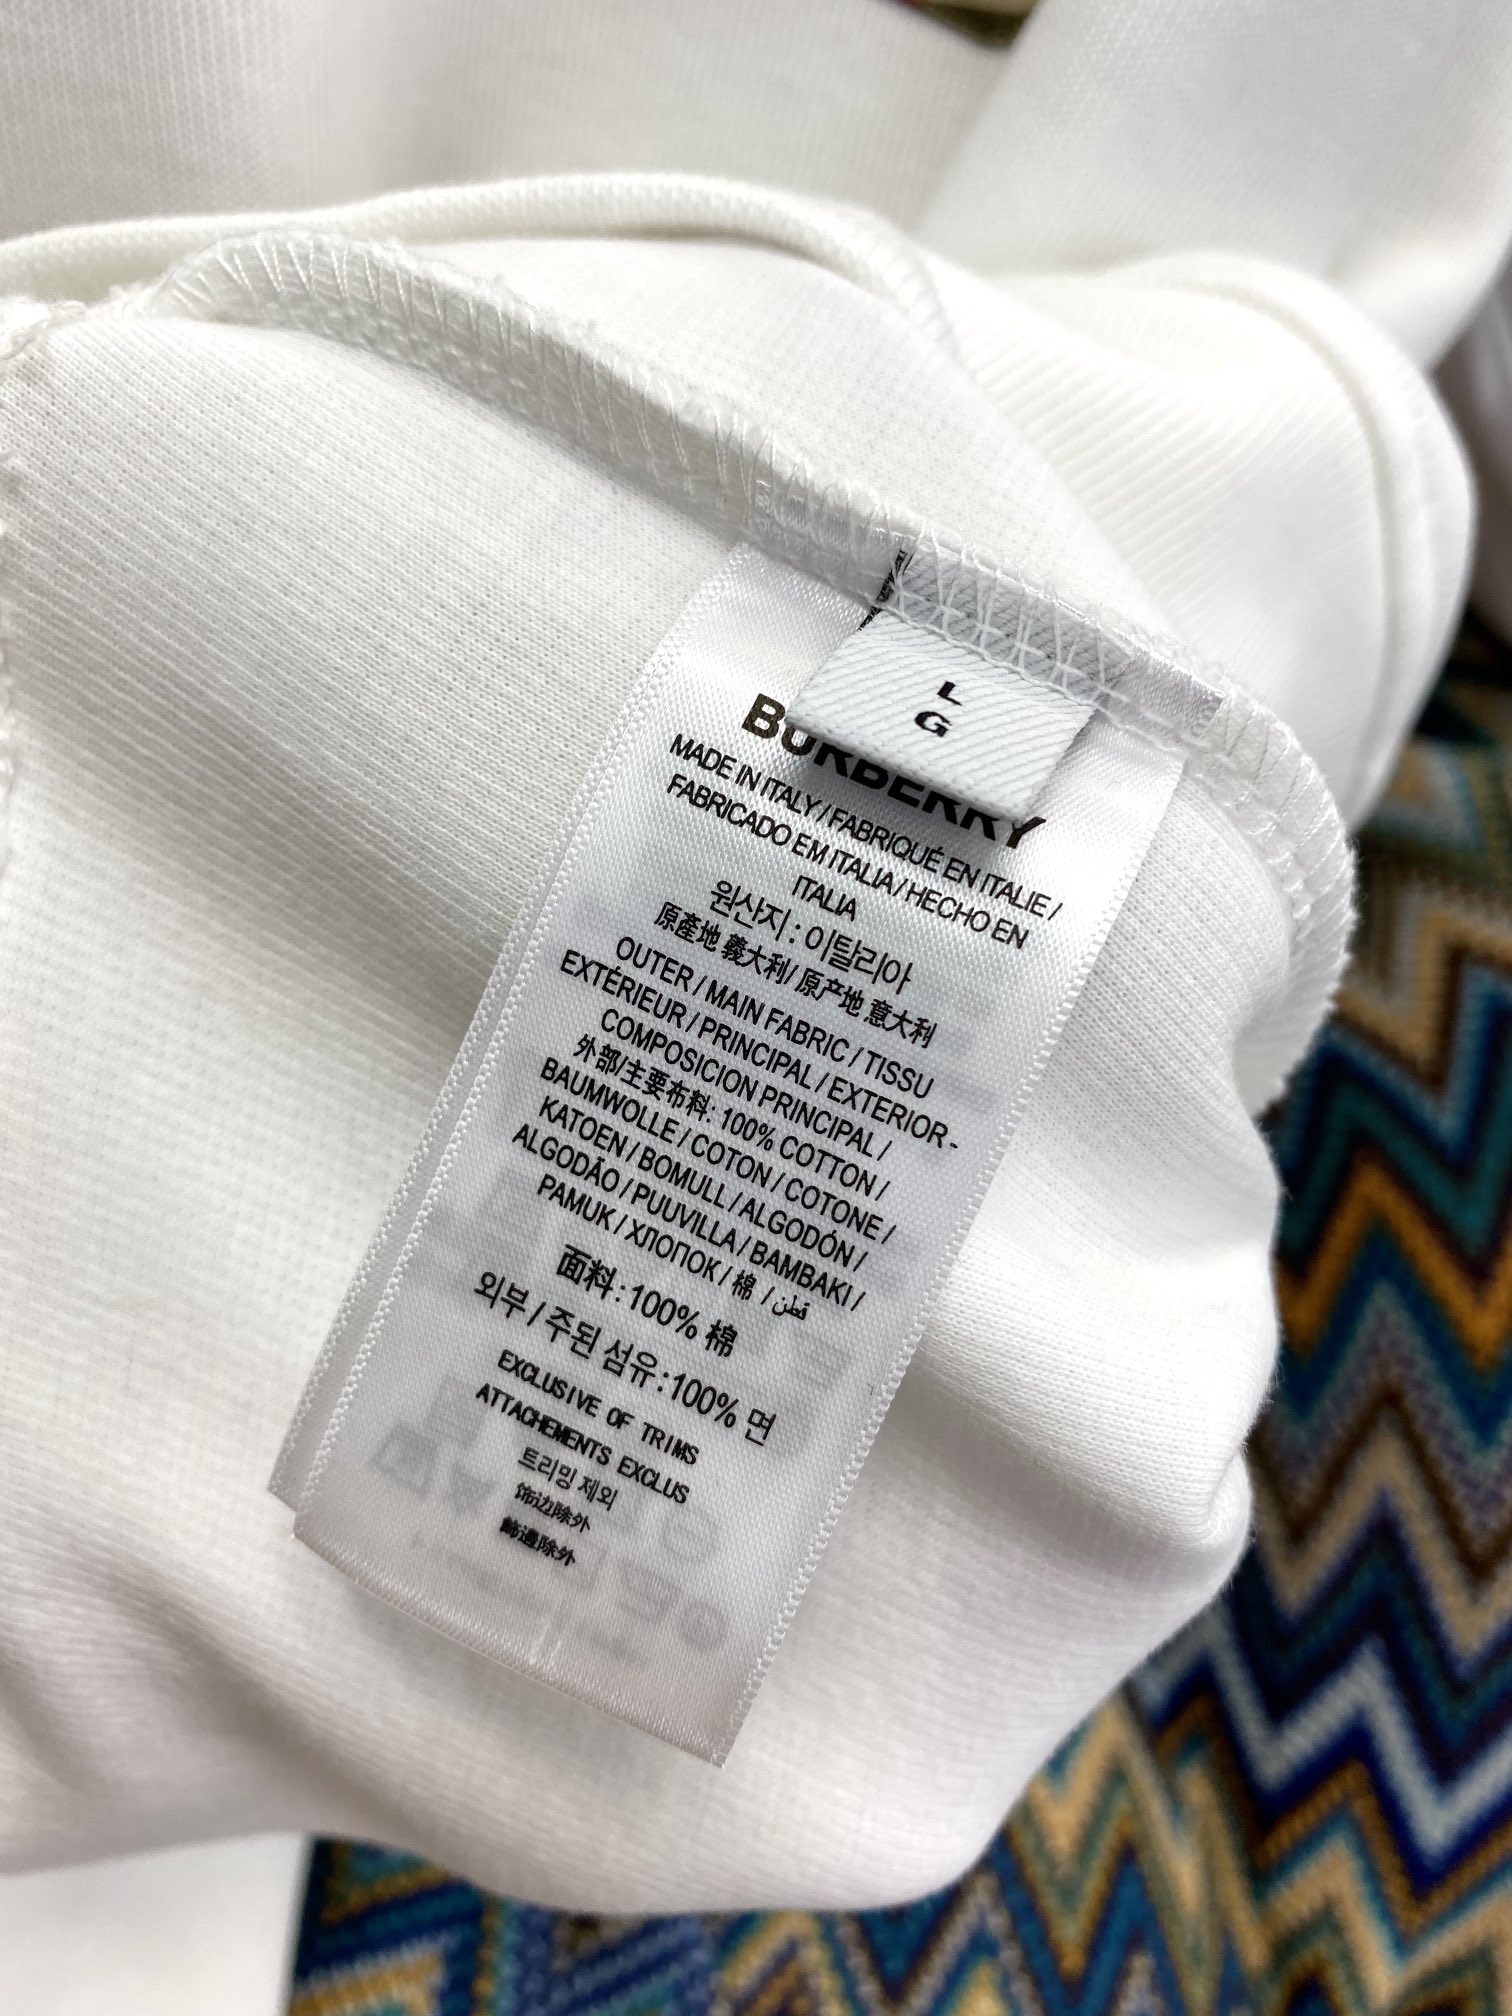 L
G
BURBERRY
MADE IN ITALY / FABRIQUÉ EN ITALIE /
FABRICADO EM ITALIA / HECHO EN
ITALIA
원산지 : 이탈리아
原產地 義大利 / 原产地 意大利
OUTER / MAIN FABRIC / TISSU
EXTÉRIEUR / PRINCIPAL / EXTERIOR -
COMPOSICION PRINCIPAL /
外部/主要布料: 100% COTTON /
BAUMWOLLE / COTON / COTONE /
KATOEN / BOMULL / ALGODÓN /
ALGODÃO / PUUVILLA / BAMBAKI /
PAMUK / ХЛОПОК / 棉 / قطن
面料 : 100% 棉
외부 / 주된 섬유 : 100% 면
EXCLUSIVE OF TRIMS
ATTACHEMENTS EXCLUS
트리밍 제외
饰边除外
飾邊除外